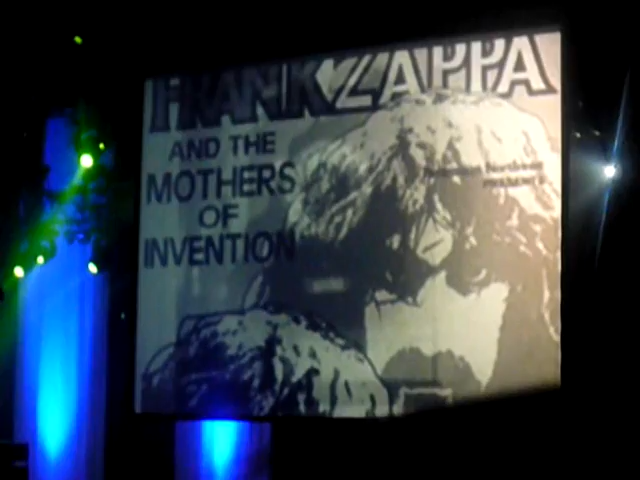 FRANK ZAPPA
AND THE
MOTHERS
OF
INVENTION